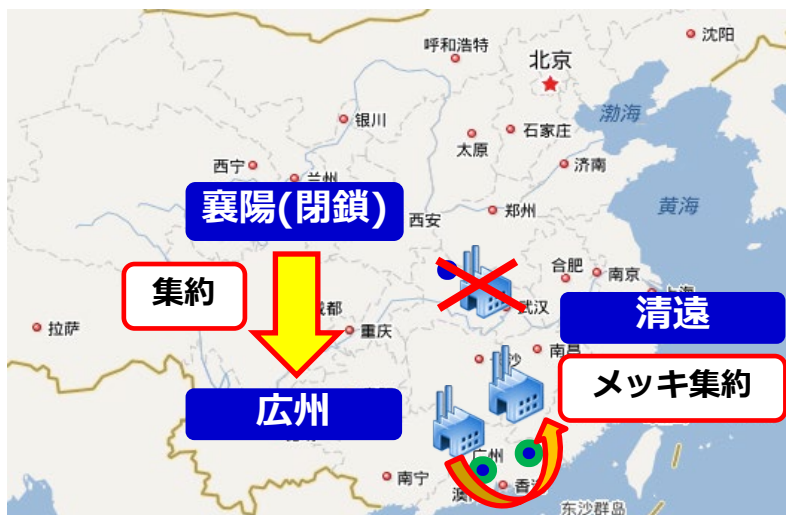 沈阳
呼和浩特
北京
渤海
银川
石家庄
太原
济南
西宁
兰州
襄陽(閉鎖)
西安
郑州
黄海
集約
合肥
南京
上海
成都
武汉
清遠
拉萨
重庆
南昌
メッキ集約
広州
广州
南宁
香港
东沙群岛